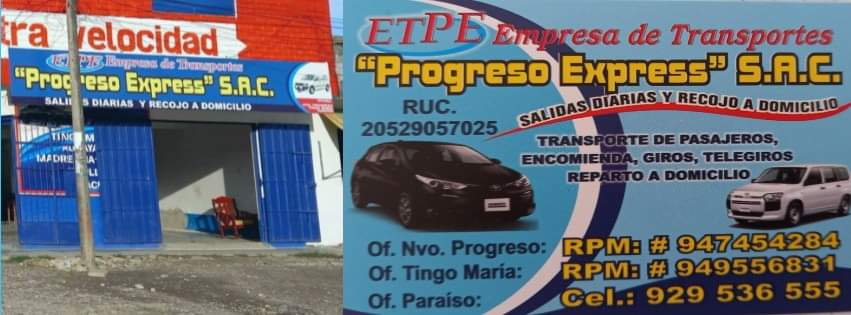 tra velocidad
ETPE Empresa de Transportes
"Progreso Express" S.A.C.
SALIDAS DIARIAS Y RECOJO A DOMICILIO
TINGO M
MADRE
ETPE Empresa de Transportes
"Progreso Express" S.A.C.
SALIDAS DIARIAS Y RECOJO A DOMICILIO
RUC.
20529057025
TRANSPORTE DE PASAJEROS,
ENCOMIENDA, GIROS, TELEGIROS
REPARTO A DOMICILIO
Of. Nvo. Progreso: RPM: # 947454284
Of. Tingo María: RPM: # 949556831
Of. Paraíso: Cel.: 929 536 555